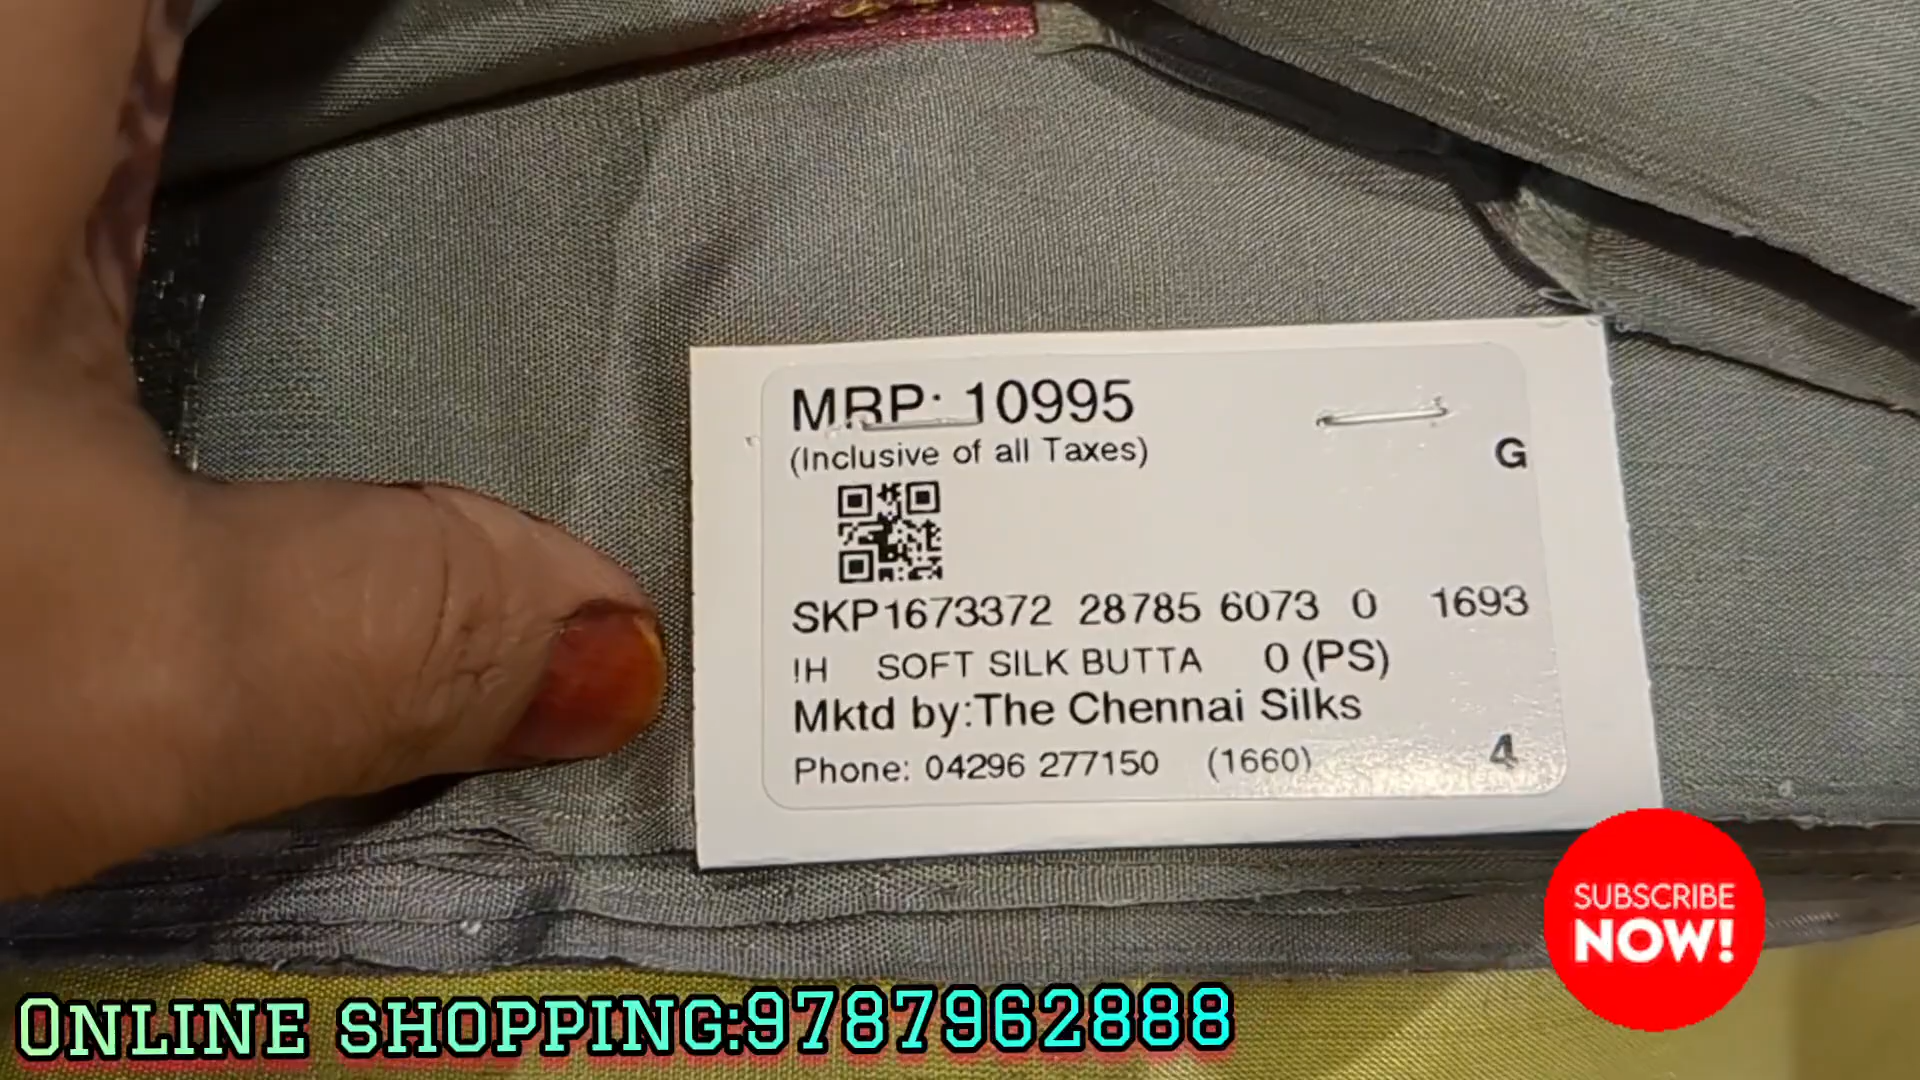 MRP: 10995
(Inclusive of all Taxes)
G
SKP1673372 28785 6073 0 1693
!H SOFT SILK BUTTA 0 (PS)
Mktd by:The Chennai Silks
Phone: 04296 277150 (1660) 4
SUBSCRIBE
NOW!
ONLINE SHOPPING:9787962888